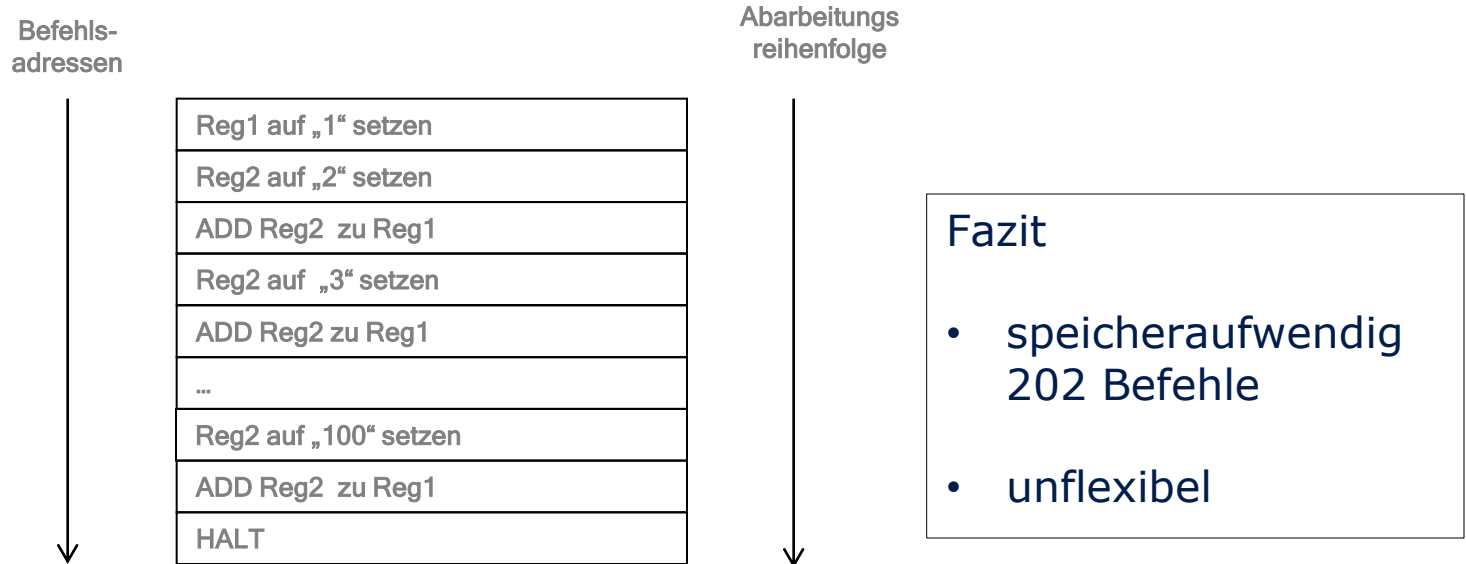 Befehls-
adressen
Abarbeitungs
reihenfolge
Reg1 auf „1“ setzen
Reg2 auf „2“ setzen
ADD Reg2 zu Reg1
Reg2 auf „3“ setzen
ADD Reg2 zu Reg1
...
Reg2 auf „100“ setzen
ADD Reg2 zu Reg1
HALT
Fazit
• speicheraufwendig
202 Befehle
• unflexibel